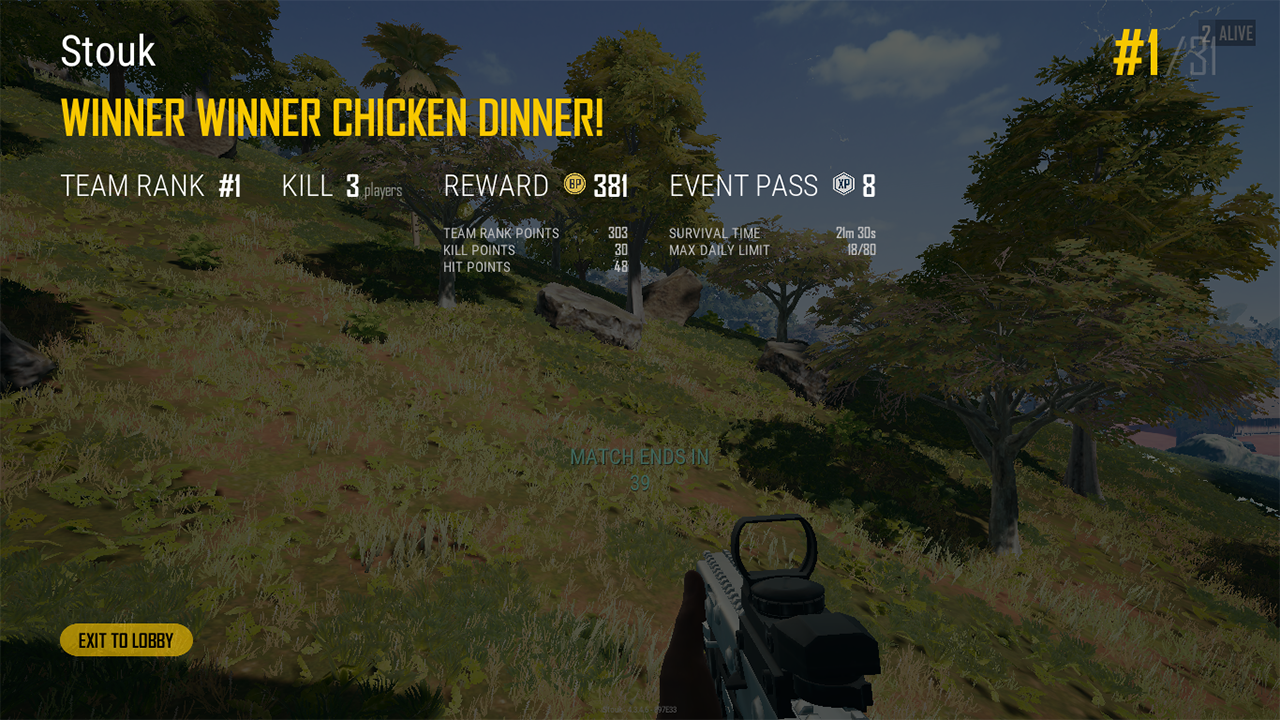 Stouk
#1 /31
2 ALIVE
WINNER WINNER CHICKEN DINNER!
TEAM RANK #1 KILL 3 players REWARD BP 381 EVENT PASS XP 8
TEAM RANK POINTS 303 SURVIVAL TIME 21m 30s
KILL POINTS 30 MAX DAILY LIMIT 18/80
HIT POINTS 48
MATCH ENDS IN
39
EXIT TO LOBBY